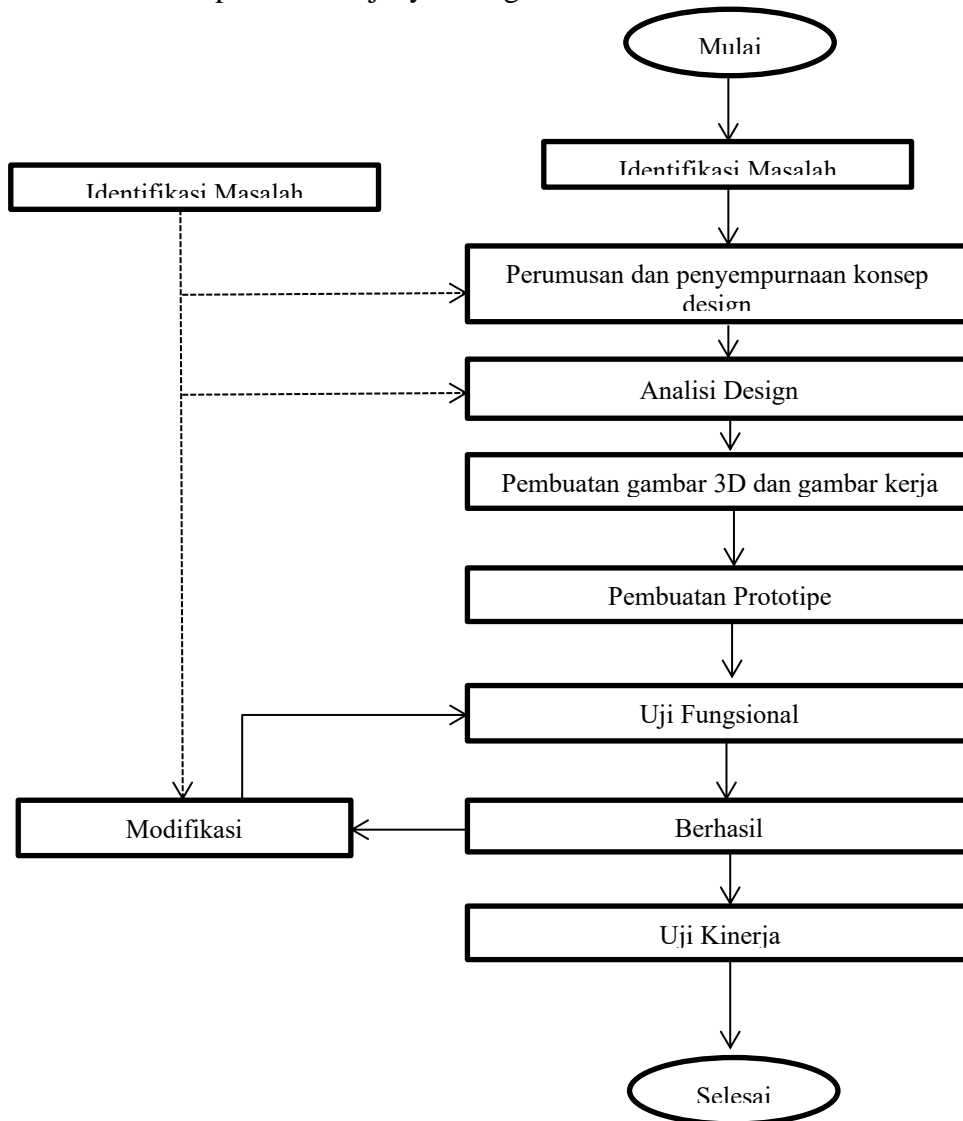 Mulai
Identifikasi Masalah
Identifikasi Masalah
Perumusan dan penyempurnaan konsep
design
Analisi Design
Pembuatan gambar 3D dan gambar kerja
Pembuatan Prototipe
Uji Fungsional
Modifikasi
Berhasil
Uji Kinerja
Selesai